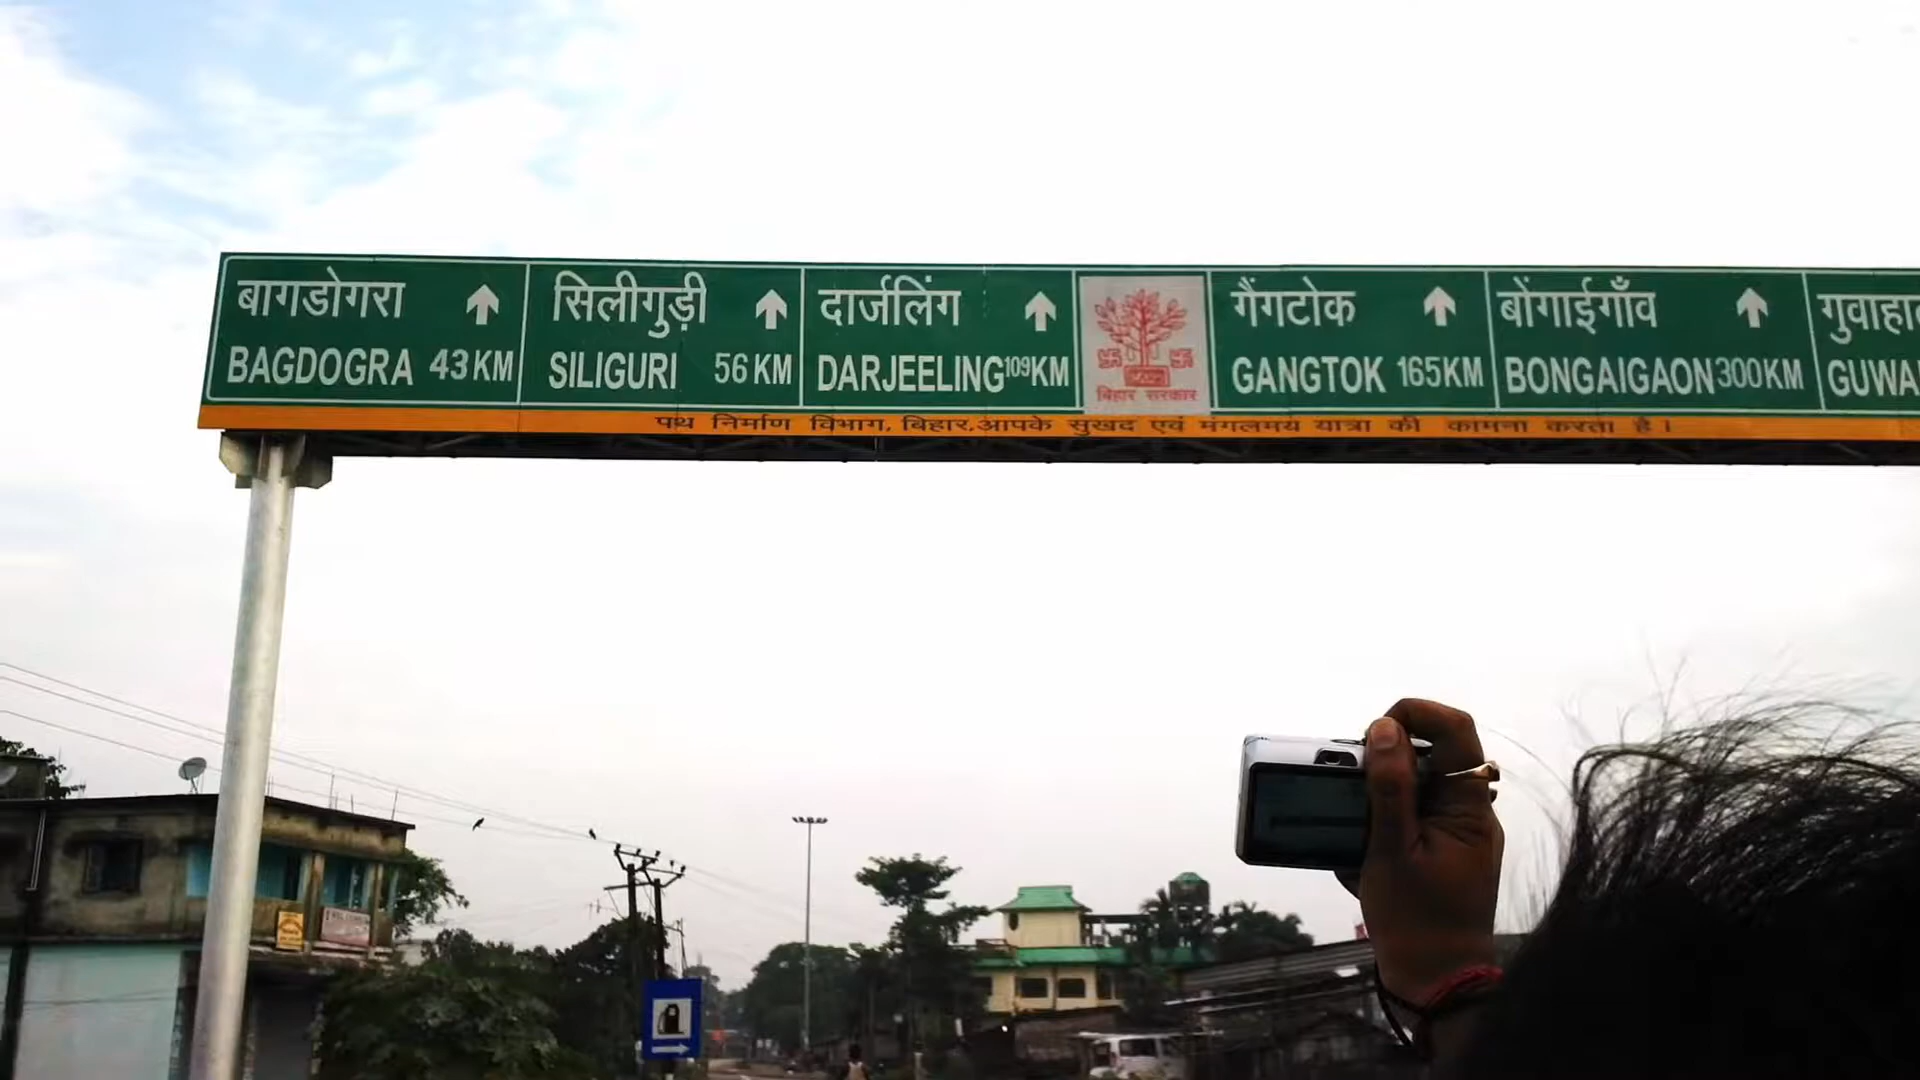 बागडोगरा
BAGDOGRA 43 KM
सिलीगुड़ी
SILIGURI 56 KM
दार्जलिंग
DARJEELING 109 KM
बिहार सरकार
गैंगटोक
GANGTOK 165 KM
बोंगाईगाँव
BONGAIGAON 300 KM
गुवाहा
GUWA
पथ निर्माण विभाग, बिहार,आपके सुखद एवं मंगलमय यात्रा की कामना करता है।